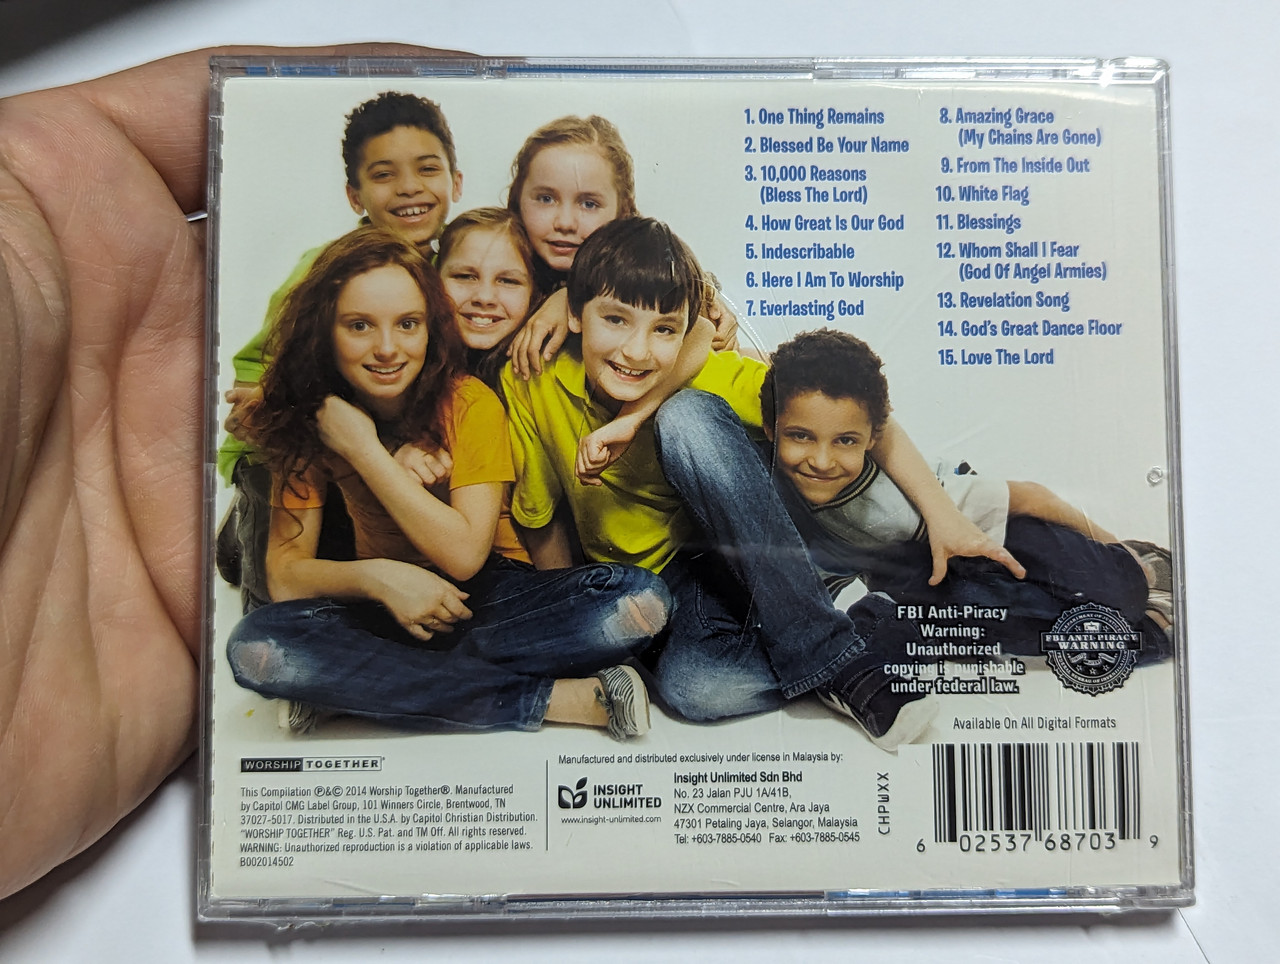 1. One Thing Remains
2. Blessed Be Your Name
3. 10,000 Reasons
(Bless The Lord)
4. How Great Is Our God
5. Indescribable
6. Here I Am To Worship
7. Everlasting God
8. Amazing Grace
(My Chains Are Gone)
9. From The Inside Out
10. White Flag
11. Blessings
12. Whom Shall I Fear
(God Of Angel Armies)
13. Revelation Song
14. God's Great Dance Floor
15. Love The Lord
FBI Anti-Piracy
Warning:
Unauthorized
copying is punishable
under federal law.
FBI ANTI-PIRACY
WARNING
Available On All Digital Formats
WORSHIP TOGETHER®
This Compilation ℗&© 2014 Worship Together®. Manufactured
by Capitol CMG Label Group, 101 Winners Circle, Brentwood, TN
37027-5017. Distributed in the U.S.A. by Capitol Christian Distribution.
"WORSHIP TOGETHER" Reg. U.S. Pat. and TM Off. All rights reserved.
WARNING: Unauthorized reproduction is a violation of applicable laws.
B002014502
Manufactured and distributed exclusively under license in Malaysia by:
INSIGHT
UNLIMITED
www.insight-unlimited.com
Insight Unlimited Sdn Bhd
No. 23 Jalan PJU 1A/41B,
NZX Commercial Centre, Ara Jaya
47301 Petaling Jaya, Selangor, Malaysia
Tel: +603-7885-0540 Fax: +603-7885-0545
CHPWXX
6 02537 68703 9